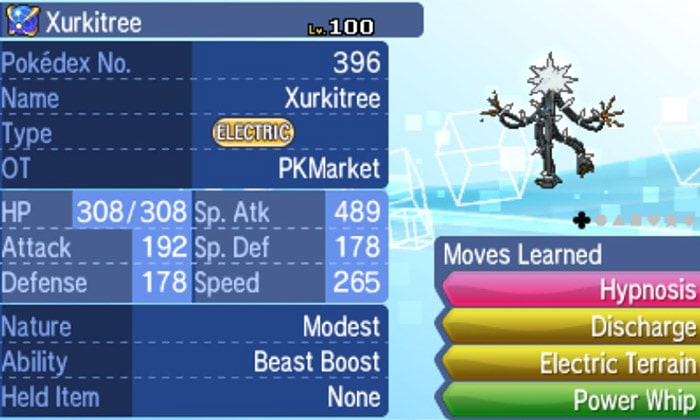 Xurkitree Lv.100
Pokédex No. 396
Name Xurkitree
Type ELECTRIC
OT PKMarket
HP 308/308 Sp. Atk 489
Attack 192 Sp. Def 178
Defense 178 Speed 265
Nature Modest
Ability Beast Boost
Held Item None
Moves Learned
Hypnosis
Discharge
Electric Terrain
Power Whip